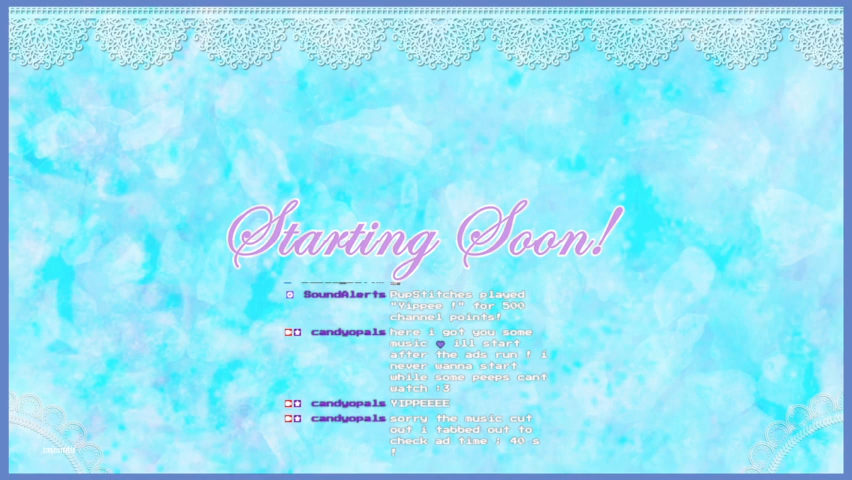 Starting Soon!
SoundAlerts PupStitches played
"Yippee !" for 500
channel points!
candyopals here i got you some
music 💜 ill start
after the ads run ! i
never wanna start
while some peeps cant
watch :3
candyopals YIPPEEEE
candyopals sorry the music cut
out i tabbed out to
check ad time ; 40 s
!